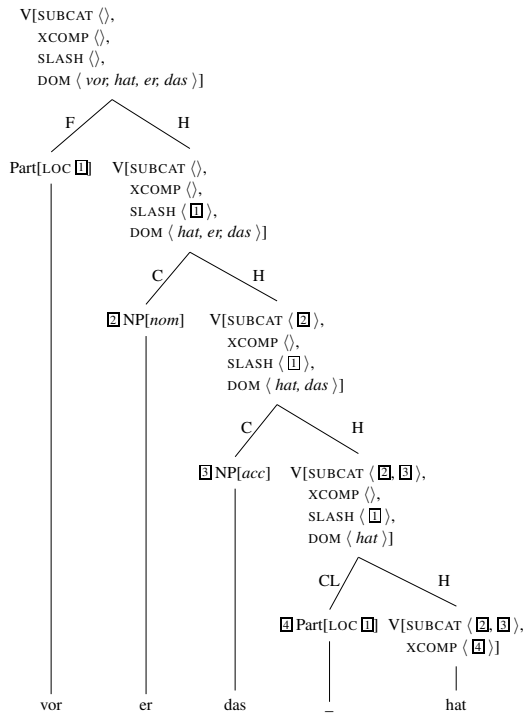 V[SUBCAT ⟨⟩,
XCOMP ⟨⟩,
SLASH ⟨⟩,
DOM ⟨ vor, hat, er, das ⟩]
F H
Part[LOC 1] V[SUBCAT ⟨⟩,
XCOMP ⟨⟩,
SLASH ⟨ 1 ⟩,
DOM ⟨ hat, er, das ⟩]
C H
2 NP[nom] V[SUBCAT ⟨ 2 ⟩,
XCOMP ⟨⟩,
SLASH ⟨ 1 ⟩,
DOM ⟨ hat, das ⟩]
C H
3 NP[acc] V[SUBCAT ⟨ 2, 3 ⟩,
XCOMP ⟨⟩,
SLASH ⟨ 1 ⟩,
DOM ⟨ hat ⟩]
CL H
4 Part[LOC 1] V[SUBCAT ⟨ 2, 3 ⟩,
XCOMP ⟨ 4 ⟩]
vor er das _ hat